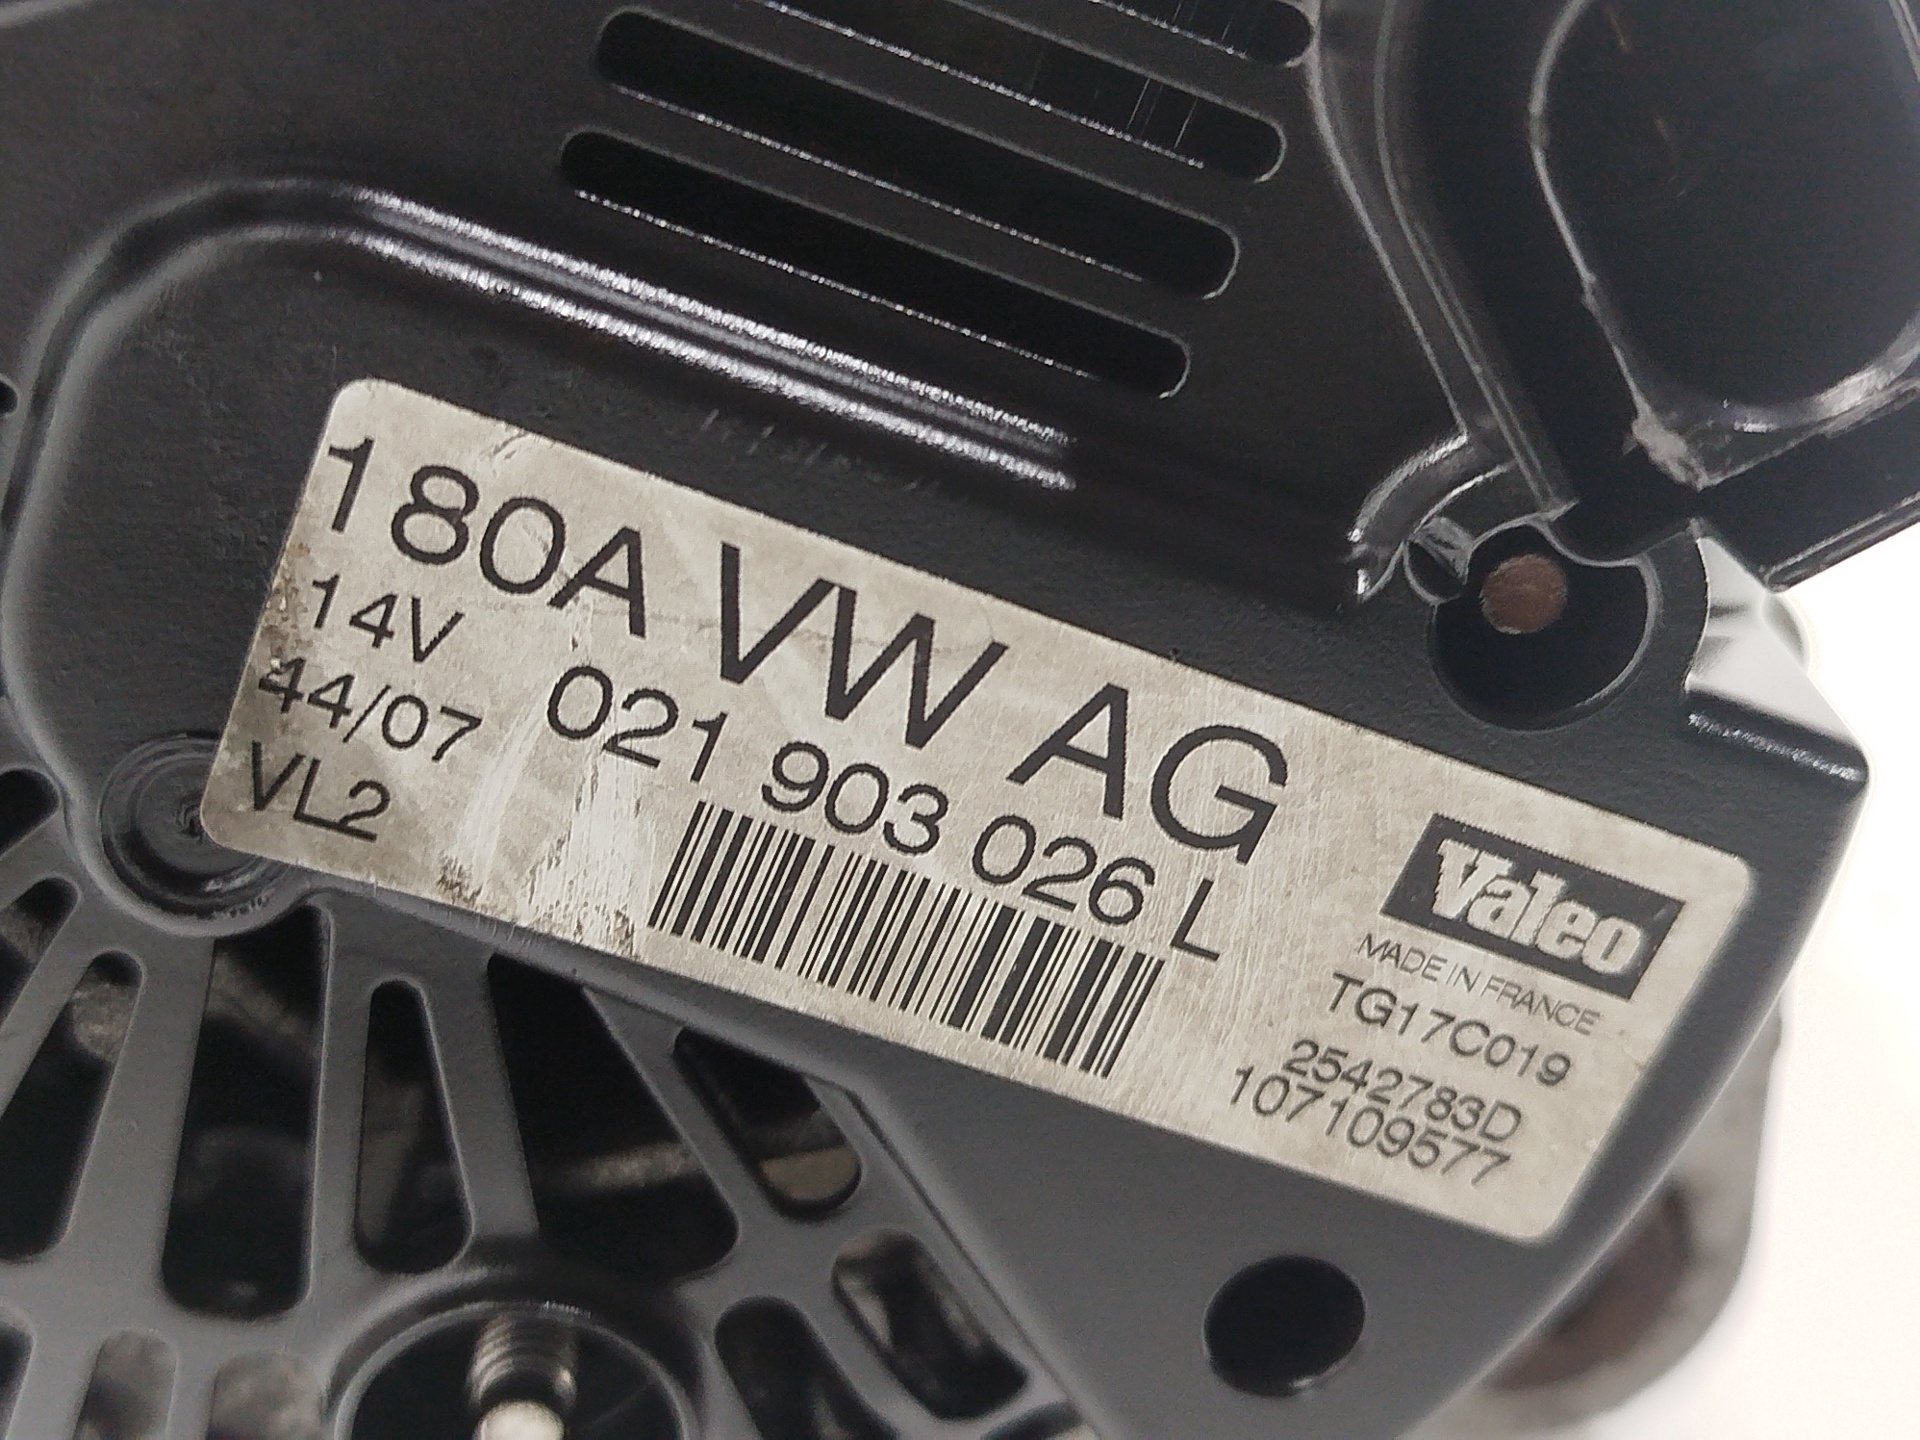 180A VW AG
14V
44/07 021 903 026 L
VL2
Valeo
MADE IN FRANCE
TG17C019
2542783D
107109577